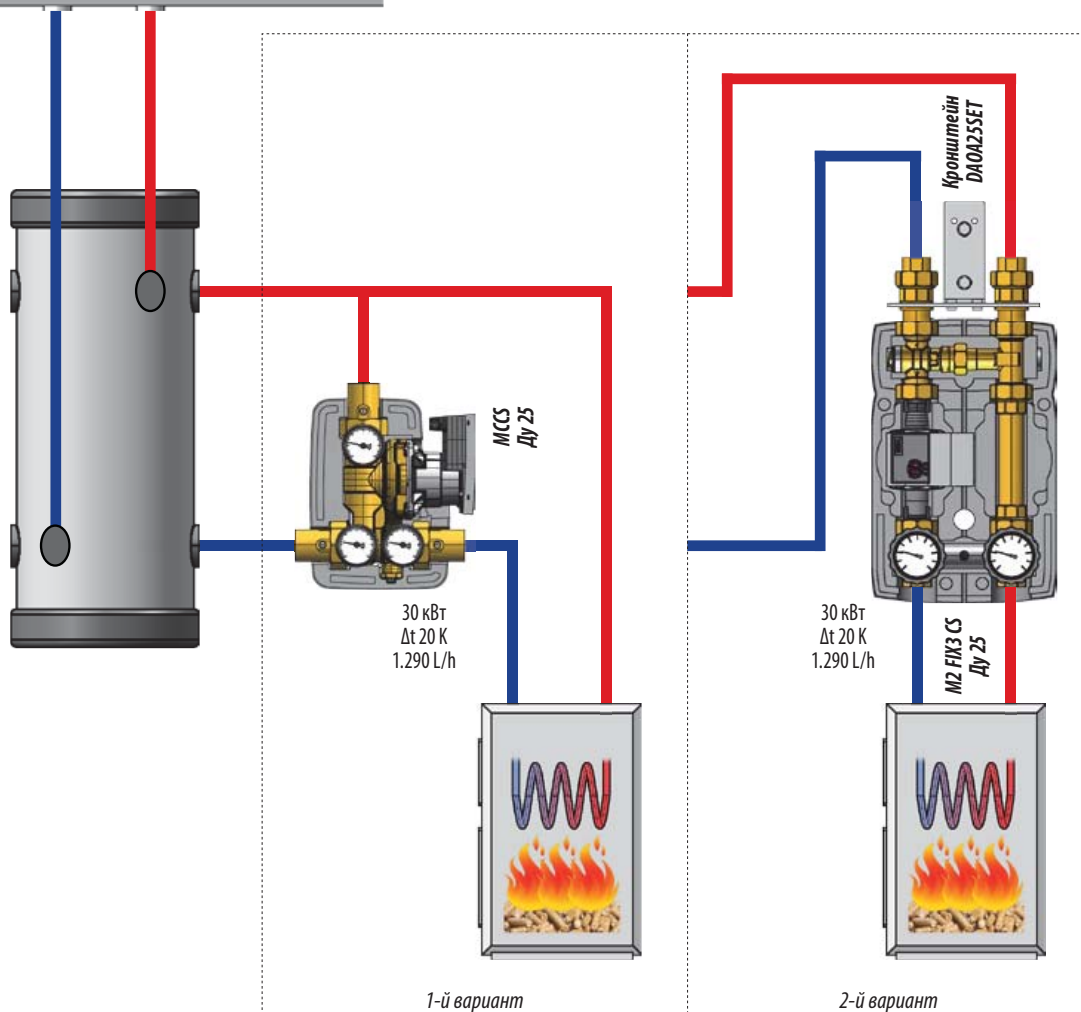 Кронштейн
DAOA25SET
MCCS
Ду 25
30 кВт
Δt 20 K
1.290 L/h
30 кВт
Δt 20 K
1.290 L/h
M2 FIX3 CS
Ду 25
1-й вариант
2-й вариант